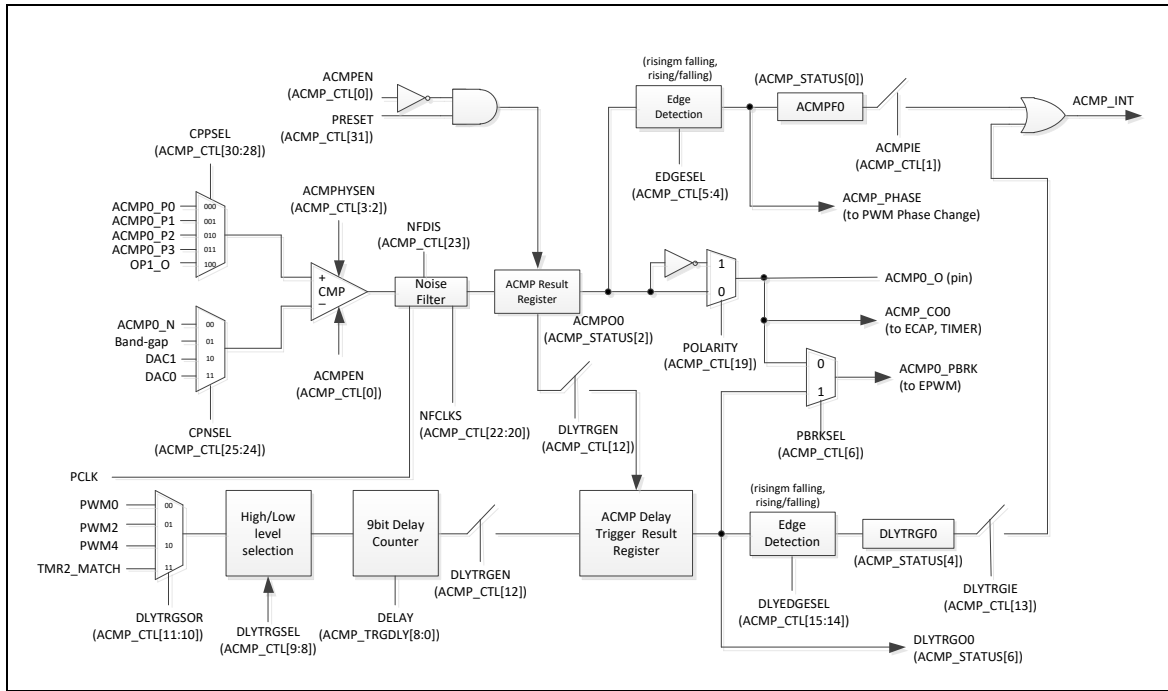 (risingm falling,
rising/falling)
ACMPEN
(ACMP_CTL[0])
PRESET
(ACMP_CTL[31])
Edge
Detection
EDGESEL
(ACMP_CTL[5:4])
(ACMP_STATUS[0])
ACMPF0
ACMPIE
(ACMP_CTL[1])
ACMP_INT
ACMP_PHASE
(to PWM Phase Change)
CPPSEL
(ACMP_CTL[30:28])
ACMP0_P0
ACMP0_P1
ACMP0_P2
ACMP0_P3
OP1_O
000
001
010
011
100
ACMPHYSEN
(ACMP_CTL[3:2])
NFDIS
(ACMP_CTL[23])
+
CMP
−
Noise
Filter
ACMP Result
Register
ACMPO0
(ACMP_STATUS[2])
1
0
POLARITY
(ACMP_CTL[19])
ACMP0_O (pin)
ACMP_CO0
(to ECAP, TIMER)
0
1
ACMP0_PBRK
(to EPWM)
PBRKSEL
(ACMP_CTL[6])
ACMP0_N
Band-gap
DAC1
DAC0
00
01
10
11
CPNSEL
(ACMP_CTL[25:24])
ACMPEN
(ACMP_CTL[0])
NFCLKS
(ACMP_CTL[22:20])
DLYTRGEN
(ACMP_CTL[12])
PCLK
PWM0
PWM2
PWM4
TMR2_MATCH
00
01
10
11
DLYTRGSOR
(ACMP_CTL[11:10])
High/Low
level
selection
DLYTRGSEL
(ACMP_CTL[9:8])
9bit Delay
Counter
DELAY
(ACMP_TRGDLY[8:0])
DLYTRGEN
(ACMP_CTL[12])
ACMP Delay
Trigger Result
Register
(risingm falling,
rising/falling)
Edge
Detection
DLYEDGESEL
(ACMP_CTL[15:14])
DLYTRGF0
(ACMP_STATUS[4])
DLYTRGIE
(ACMP_CTL[13])
DLYTRGO0
(ACMP_STATUS[6])